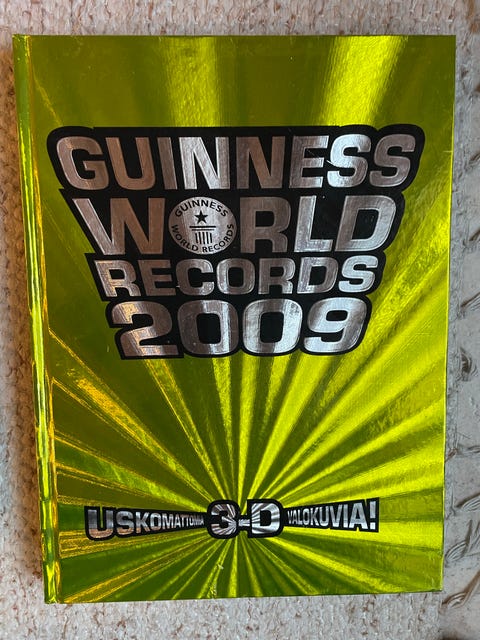 GUINNESS
WORLD
GUINNESS
WORLD RECORDS
RECORDS
2009
USKOMATTOMIA 3-D VALOKUVIA!